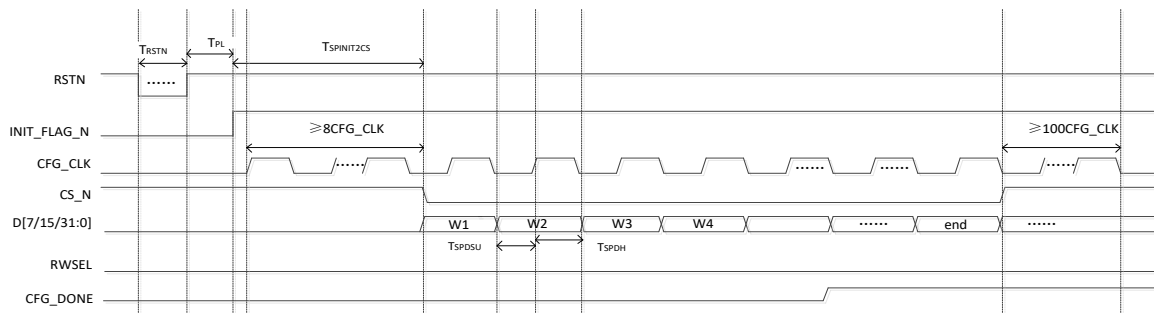 TRSTN TPL TSPINIT2CS
RSTN ......
INIT_FLAG_N
≥8CFG_CLK ≥100CFG_CLK
CFG_CLK ...... ...... ...... ......
CS_N
D[7/15/31:0] W1 W2 W3 W4 ...... end ......
TSPDSU TSPDH
RWSEL
CFG_DONE